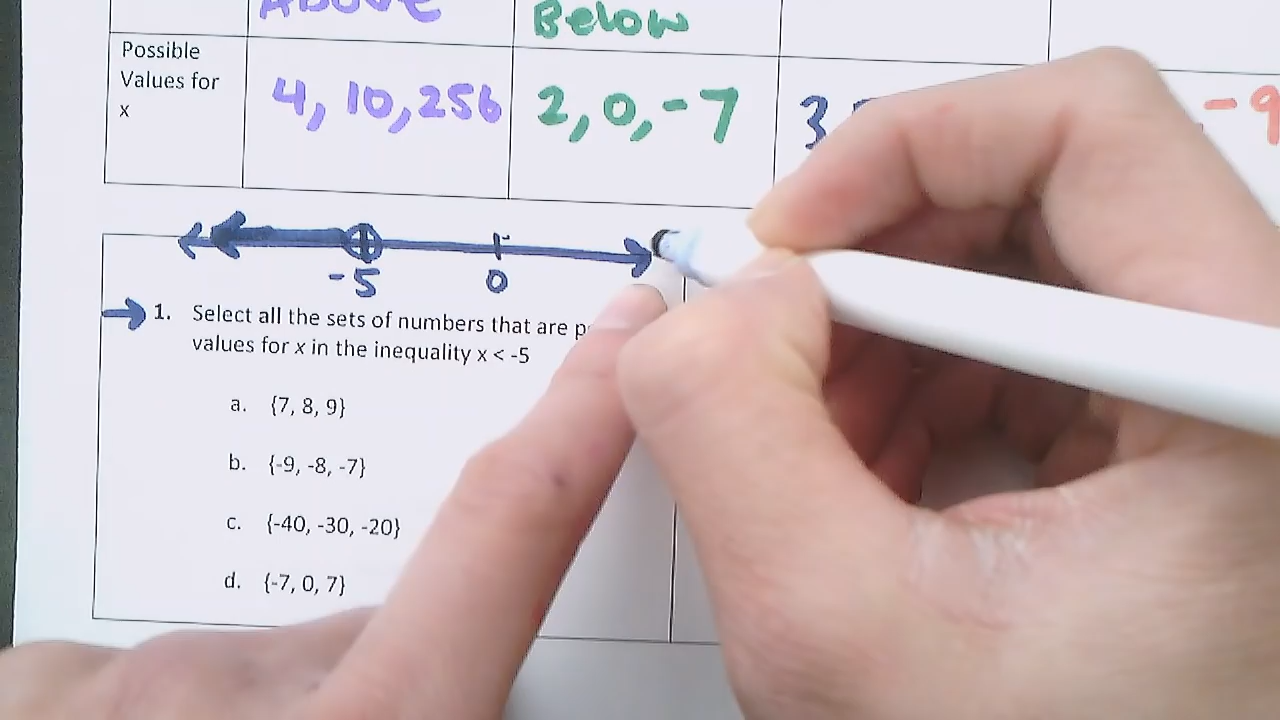 Above
Below
Possible
Values for
x
4, 10, 256
2, 0, -7
3
-9
-5
0
1. Select all the sets of numbers that are
values for x in the inequality x < -5
a. {7, 8, 9}
b. {-9, -8, -7}
c. {-40, -30, -20}
d. {-7, 0, 7}